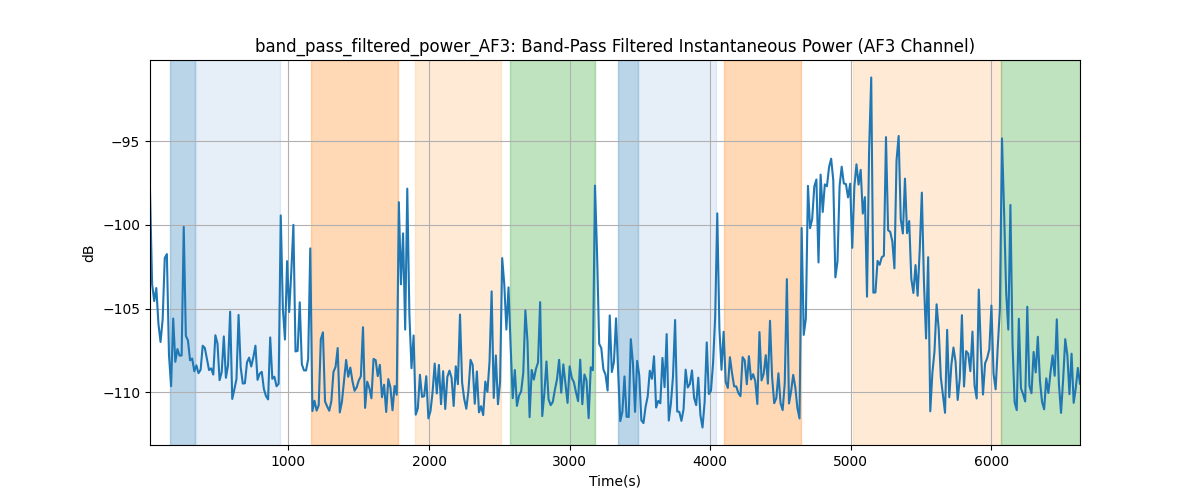 band_pass_filtered_power_AF3: Band-Pass Filtered Instantaneous Power (AF3 Channel)
−95
−100
−105
−110
dB
1000 2000 3000 4000 5000 6000
Time(s)